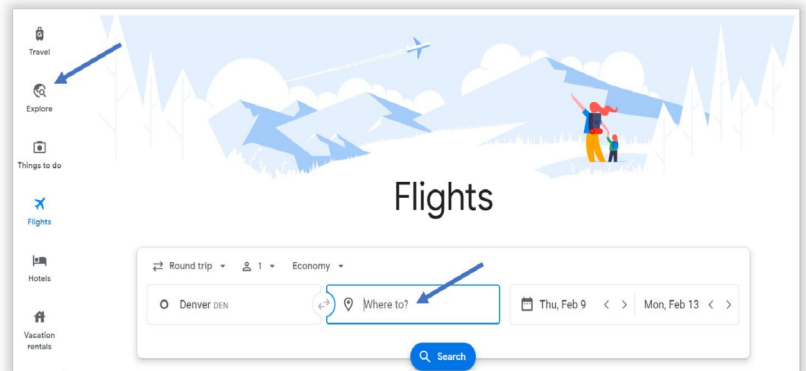 Travel
Explore
Things to do
Flights
Hotels
Vacation
rentals
Flights
Round trip 1 Economy
Denver DEN Where to? Thu, Feb 9 Mon, Feb 13
Search